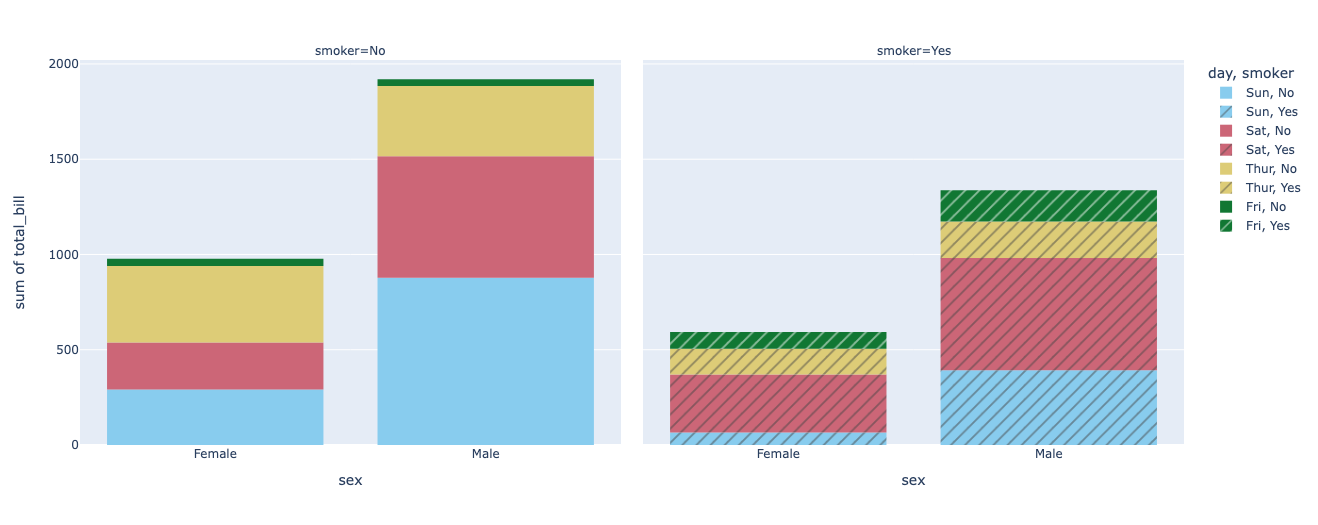 smoker=No
smoker=Yes
sum of total_bill
2000
1500
1000
500
0
Female
Male
sex
Female
Male
sex
day, smoker
Sun, No
Sun, Yes
Sat, No
Sat, Yes
Thur, No
Thur, Yes
Fri, No
Fri, Yes